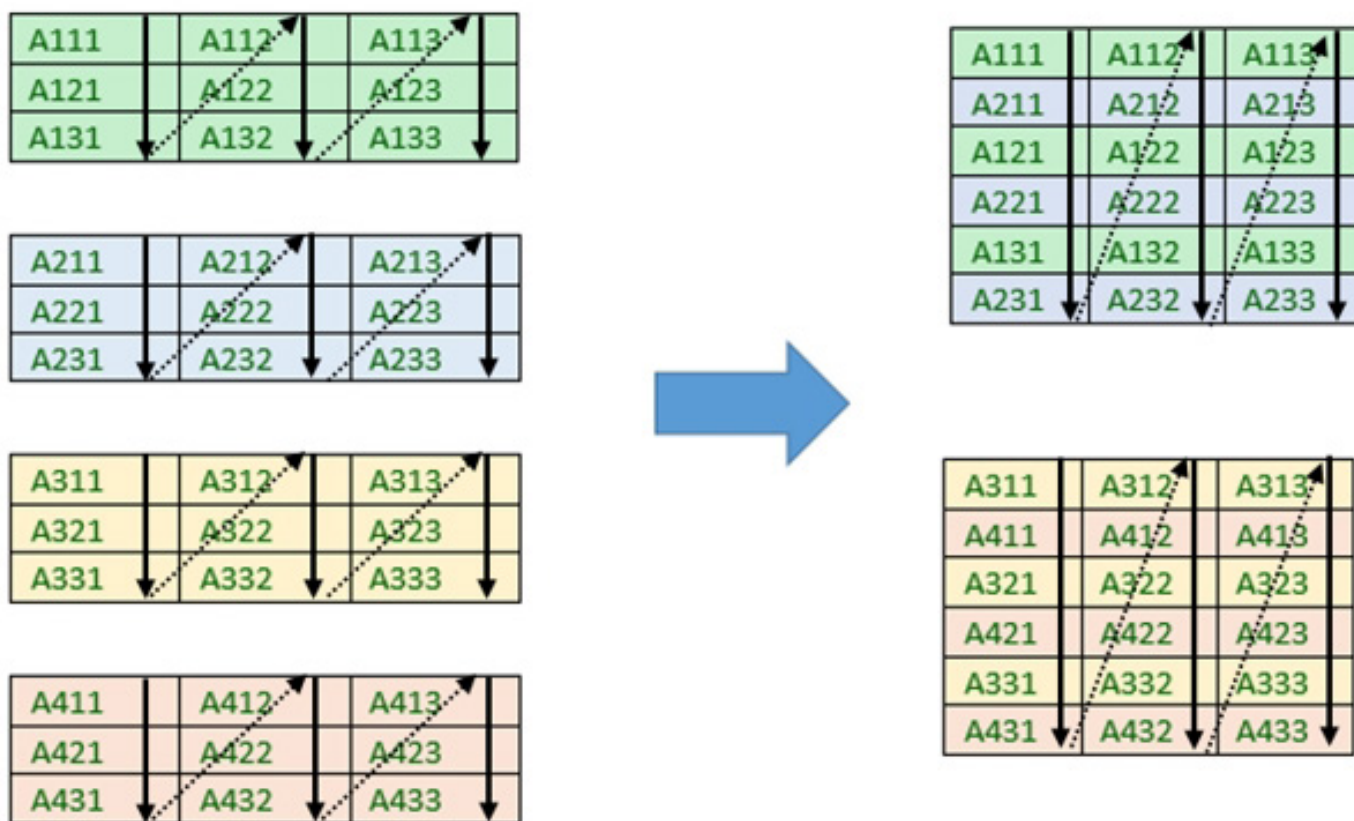 A111 A112 A113
A121 A122 A123
A131 A132 A133
A211 A212 A213
A221 A222 A223
A231 A232 A233
A311 A312 A313
A321 A322 A323
A331 A332 A333
A411 A412 A413
A421 A422 A423
A431 A432 A433
A111 A112 A113
A211 A212 A213
A121 A122 A123
A221 A222 A223
A131 A132 A133
A231 A232 A233
A311 A312 A313
A411 A412 A413
A321 A322 A323
A421 A422 A423
A331 A332 A333
A431 A432 A433